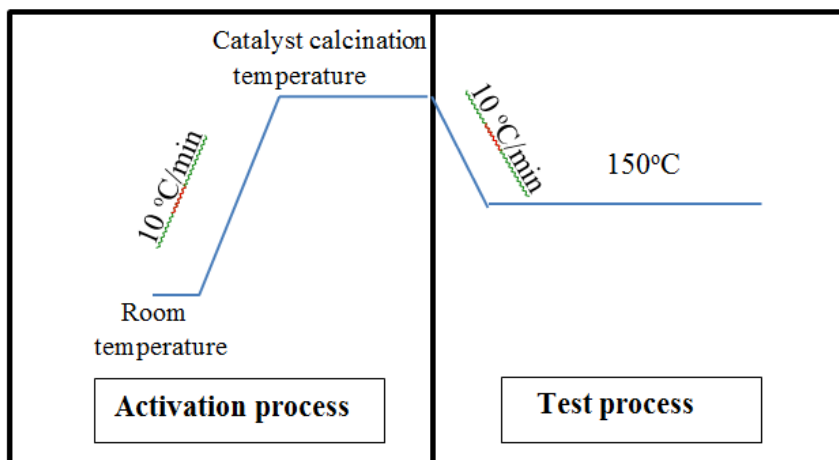 Catalyst calcination
temperature
10 °C/min
Room
temperature
Activation process
10 °C/min
150°C
Test process